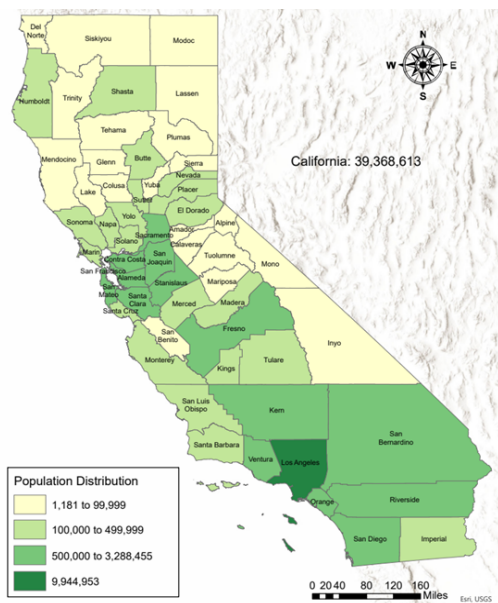 Del
Norte
Siskiyou
Modoc
N
W
E
S
Humboldt
Trinity
Shasta
Lassen
Tehama
Plumas
Mendocino
Glenn
Butte
Sierra
California: 39,368,613
Lake
Colusa
Yuba
Nevada
Placer
Sutter
El Dorado
Sonoma
Napa
Yolo
Sacramento
Amador
Alpine
Marin
Solano
Calaveras
Contra Costa
San
Joaquin
Tuolumne
Mono
San Francisco
Alameda
Stanislaus
Mariposa
San
Mateo
Santa
Clara
Merced
Madera
Santa Cruz
Fresno
San
Benito
Inyo
Monterey
Kings
Tulare
San Luis
Obispo
Kern
San
Bernardino
Santa Barbara
Ventura
Los Angeles
Orange
Riverside
San Diego
Imperial
Population Distribution
1,181 to 99,999
100,000 to 499,999
500,000 to 3,288,455
9,944,953
0 20 40 80 120 160
Miles
Esri, USGS